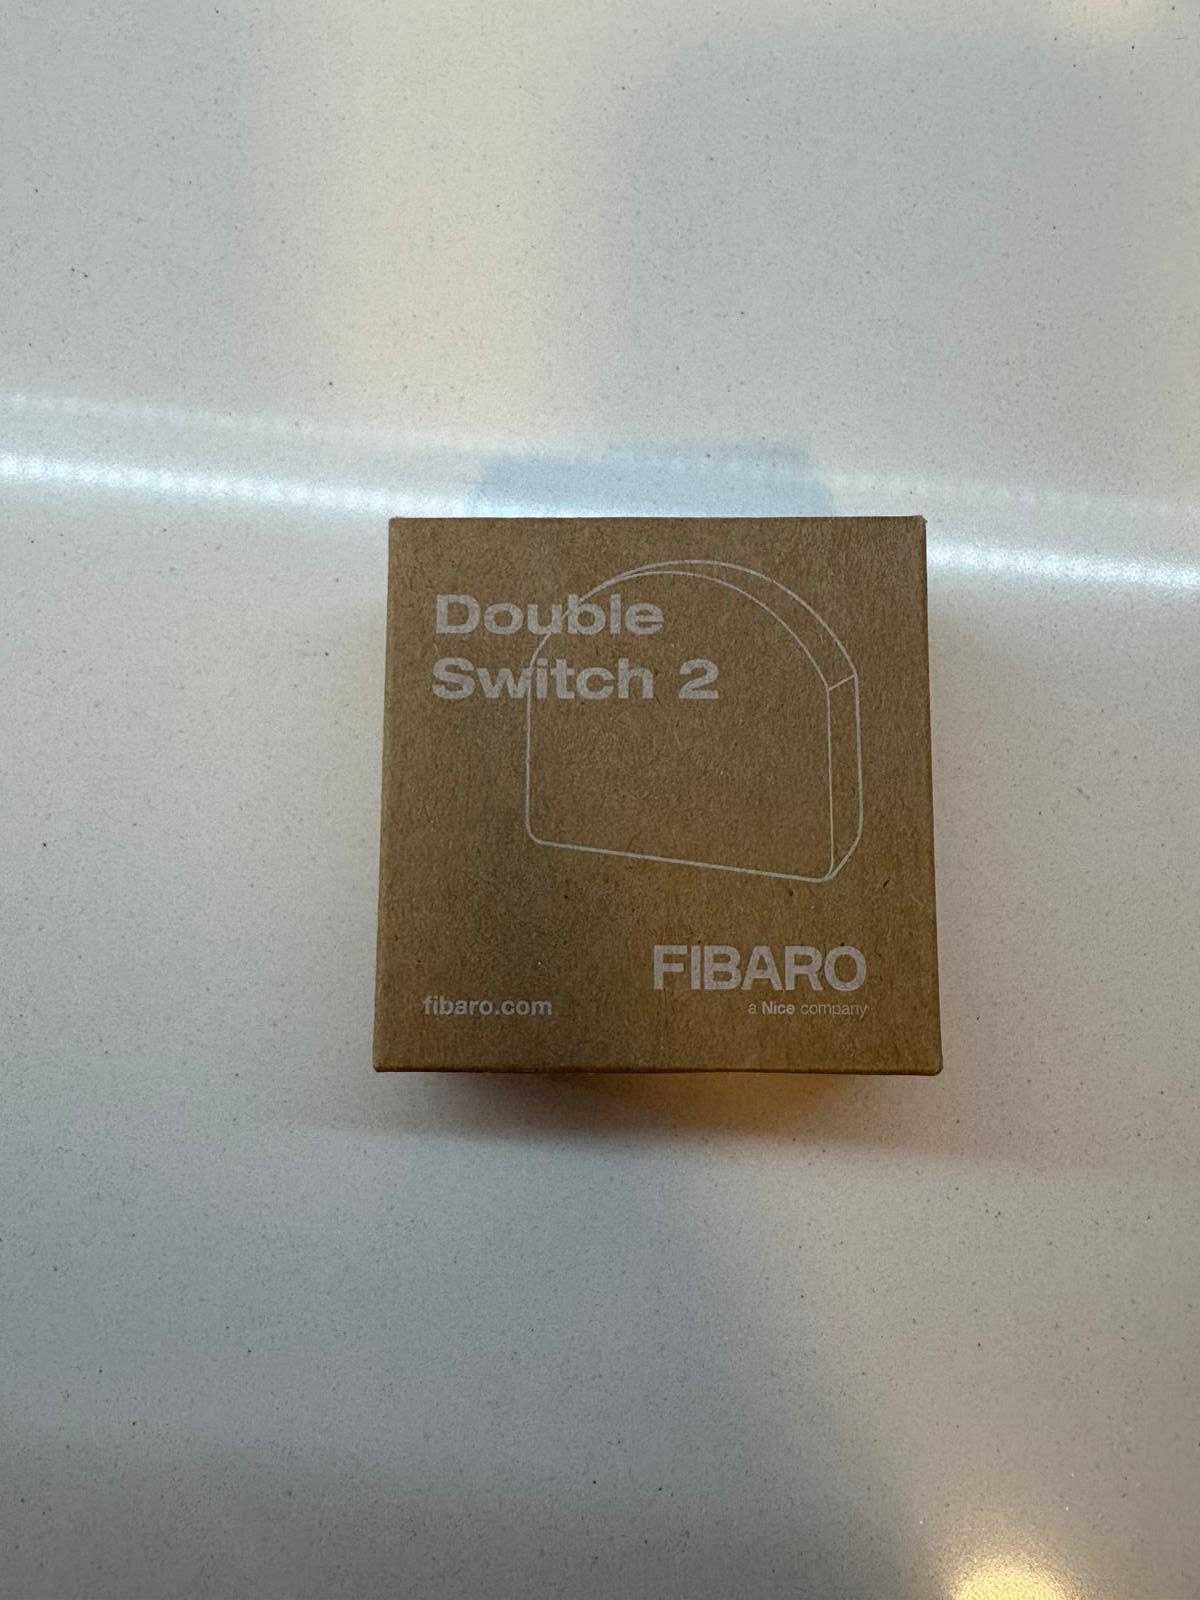 Double
Switch 2
FIBARO
a Nice company
fibaro.com